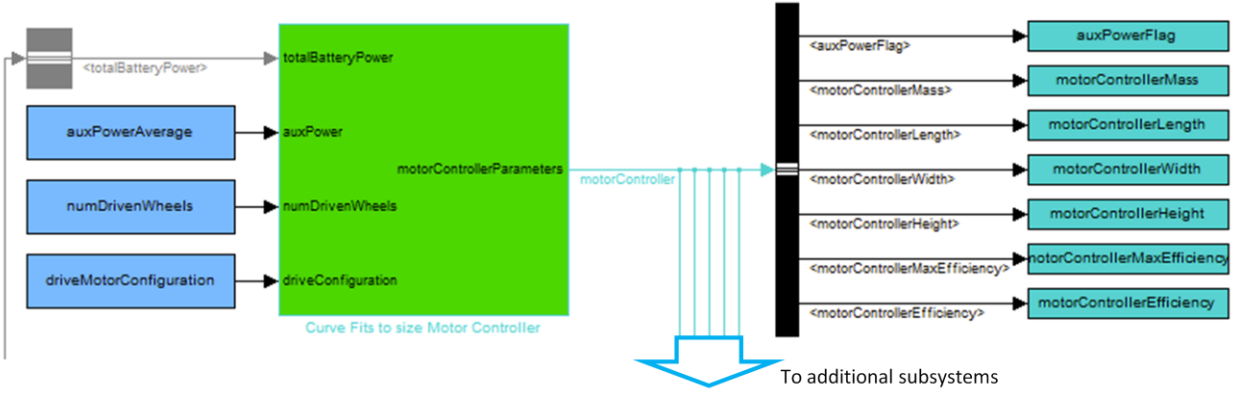 <totalBatteryPower>
auxPowerAverage
numDrivenWheels
driveMotorConfiguration
totalBatteryPower
auxPower
motorControllerParameters
numDrivenWheels
driveConfiguration
Curve Fits to size Motor Controller
motorController
<auxPowerFlag>
<motorControllerMass>
<motorControllerLength>
<motorControllerWidth>
<motorControllerHeight>
<motorControllerMaxEfficiency>
<motorControllerEfficiency>
auxPowerFlag
motorControllerMass
motorControllerLength
motorControllerWidth
motorControllerHeight
motorControllerMaxEfficiency
motorControllerEfficiency
To additional subsystems